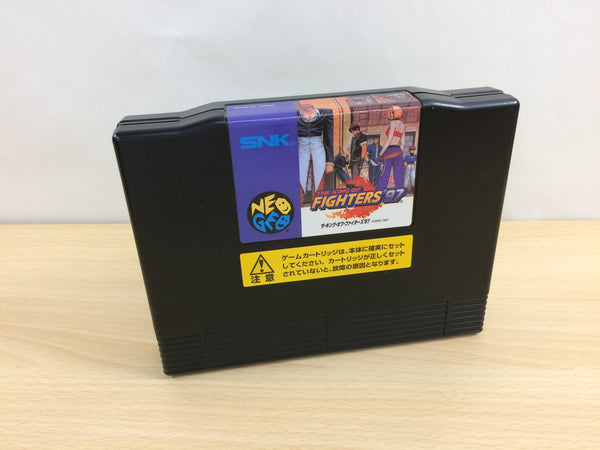 SNK
NEO
GEO
THE KING OF
FIGHTERS '97
ザ・キング・オブ・ファイターズ'97
注意
ゲームカートリッジは、本体に確実にセット
してください。カートリッジが正しくセット
されていないと、故障の原因となります。